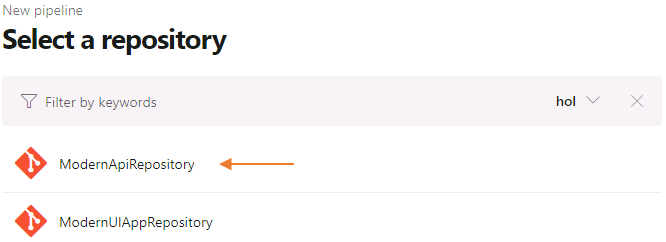 New pipeline
Select a repository
Filter by keywords hol
ModernApiRepository
ModernUIAppRepository